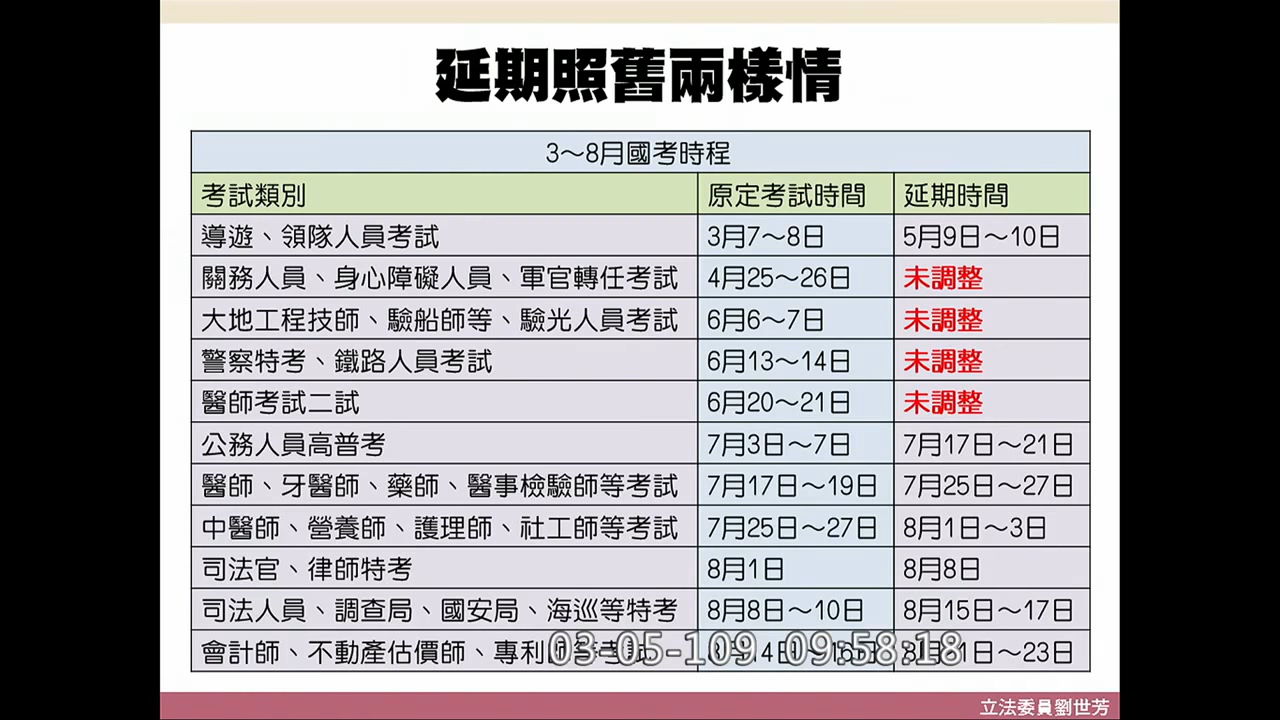 延期照舊兩樣情
3～8月國考時程
考試類別 原定考試時間 延期時間
導遊、領隊人員考試 3月7～8日 5月9日～10日
關務人員、身心障礙人員、軍官轉任考試 4月25～26日 未調整
大地工程技師、驗船師等、驗光人員考試 6月6～7日 未調整
警察特考、鐵路人員考試 6月13～14日 未調整
醫師考試二試 6月20～21日 未調整
公務人員高普考 7月3日～7日 7月17日～21日
醫師、牙醫師、藥師、醫事檢驗師等考試 7月17日～19日 7月25日～27日
中醫師、營養師、護理師、社工師等考試 7月25日～27日 8月1日～3日
司法官、律師特考 8月1日 8月8日
司法人員、調查局、國安局、海巡等特考 8月8日～10日 8月15日～17日
會計師、不動產估價師、專利師等考試 14日～16日 1日～23日
03-05-109 09:58:18
立法委員劉世芳